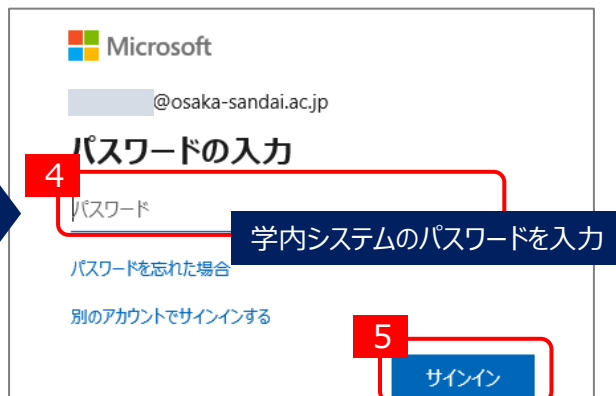 Microsoft
@osaka-sandai.ac.jp
パスワードの入力
4
パスワード
学内システムのパスワードを入力
パスワードを忘れた場合
別のアカウントでサインインする
5
サインイン